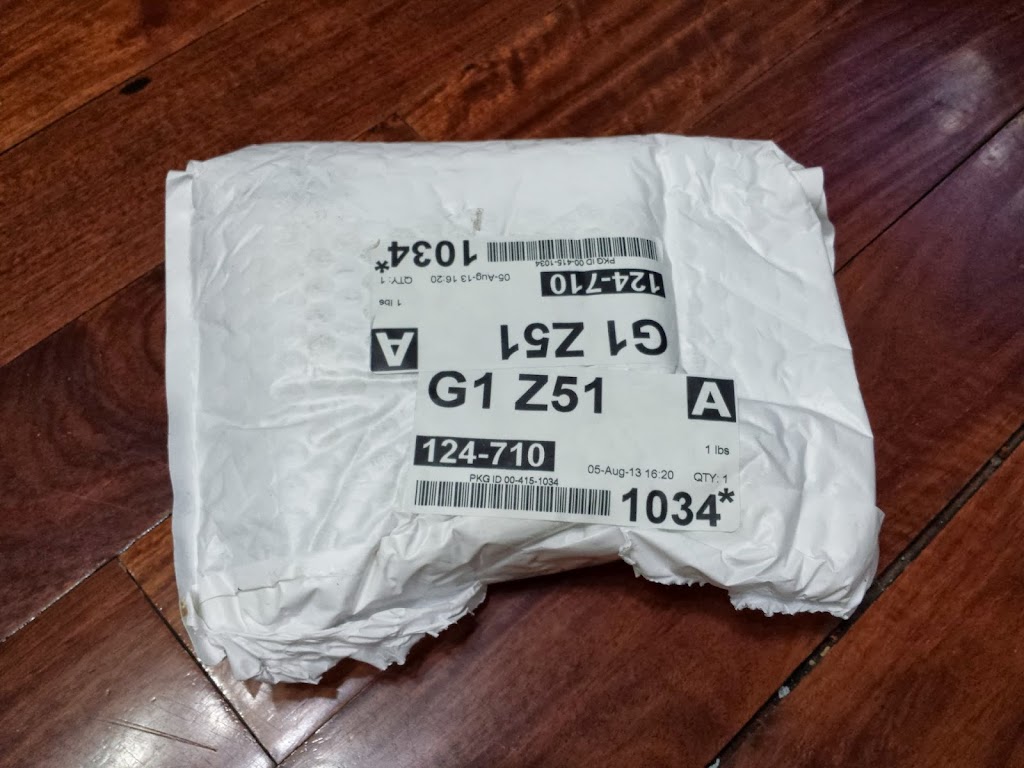 1034*
PKG ID 00-415-1034
05-Aug-13 16:20 QTY: 1
124-710
1 lbs
G1 Z51
A
G1 Z51 A
124-710 1 lbs
PKG ID 00-415-1034 05-Aug-13 16:20 QTY: 1
1034*